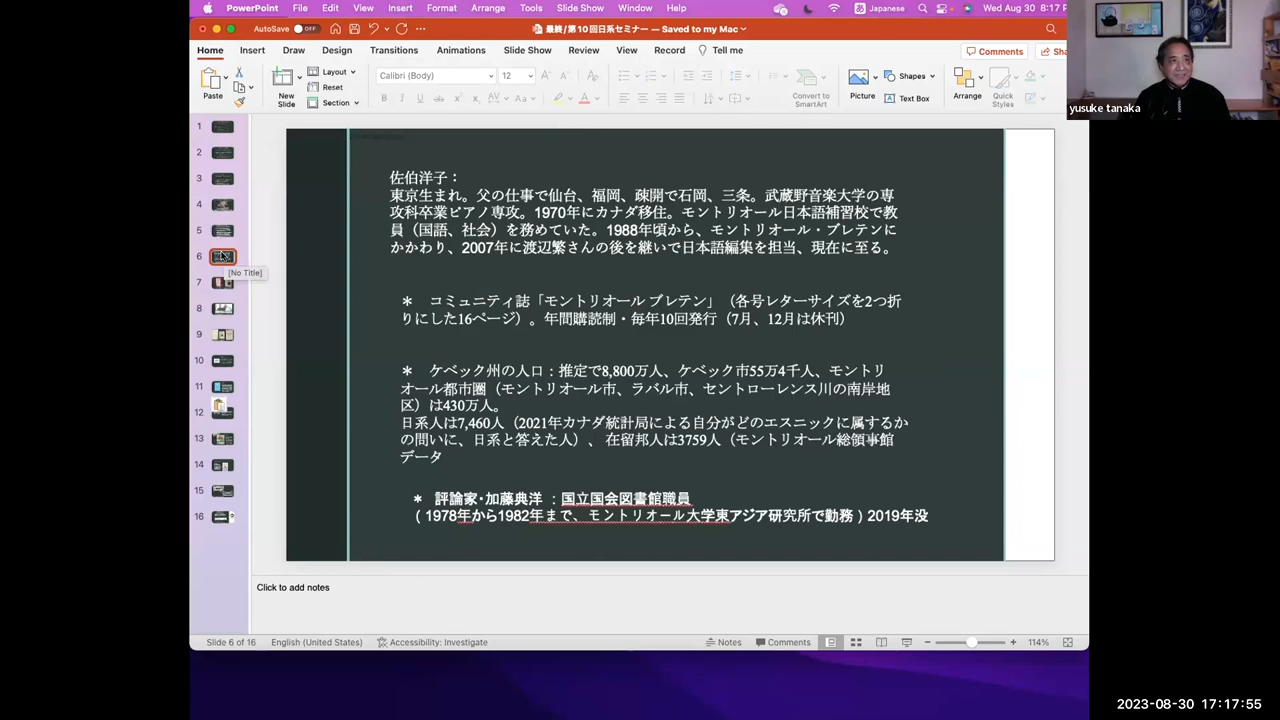 PowerPoint File Edit View Insert Format Arrange Tools Slide Show Window Help あ Japanese Wed Aug 30 8:17 P
AutoSave OFF 最終/第10回日系セミナー — Saved to my Mac
Home Insert Draw Design Transitions Animations Slide Show Review View Record Tell me Comments Sha
Paste New Slide Layout Reset Section Calibri (Body) 12 Convert to SmartArt Picture Shapes Text Box Arrange Quick Styles
yusuke tanaka
1
2
3
4
5
6
[No Title]
7
8
9
10
11
12
13
14
15
16
佐伯洋子：
東京生まれ。父の仕事で仙台、福岡、疎開で石岡、三条。武蔵野音楽大学の専
攻科卒業ピアノ専攻。1970年にカナダ移住。モントリオール日本語補習校で教
員（国語、社会）を務めていた。1988年頃から、モントリオール・ブレテンに
かかわり、2007年に渡辺繁さんの後を継いで日本語編集を担当、現在に至る。
＊　コミュニティ誌「モントリオール ブレテン」（各号レターサイズを2つ折
りにした16ページ）。年間購読制・毎年10回発行（7月、12月は休刊）
＊　ケベック州の人口：推定で8,800万人、ケベック市55万4千人、モントリ
オール都市圏（モントリオール市、ラバル市、セントローレンス川の南岸地
区）は430万人。
日系人は7,460人（2021年カナダ統計局による自分がどのエスニックに属するか
の問いに、日系と答えた人）、在留邦人は3759人（モントリオール総領事館
データ
＊　評論家・加藤典洋 ：国立国会図書館職員
（1978年から1982年まで、モントリオール大学東アジア研究所で勤務）2019年没
Click to add notes
Slide 6 of 16 English (United States) Accessibility: Investigate Notes Comments 114%
2023-08-30 17:17:55